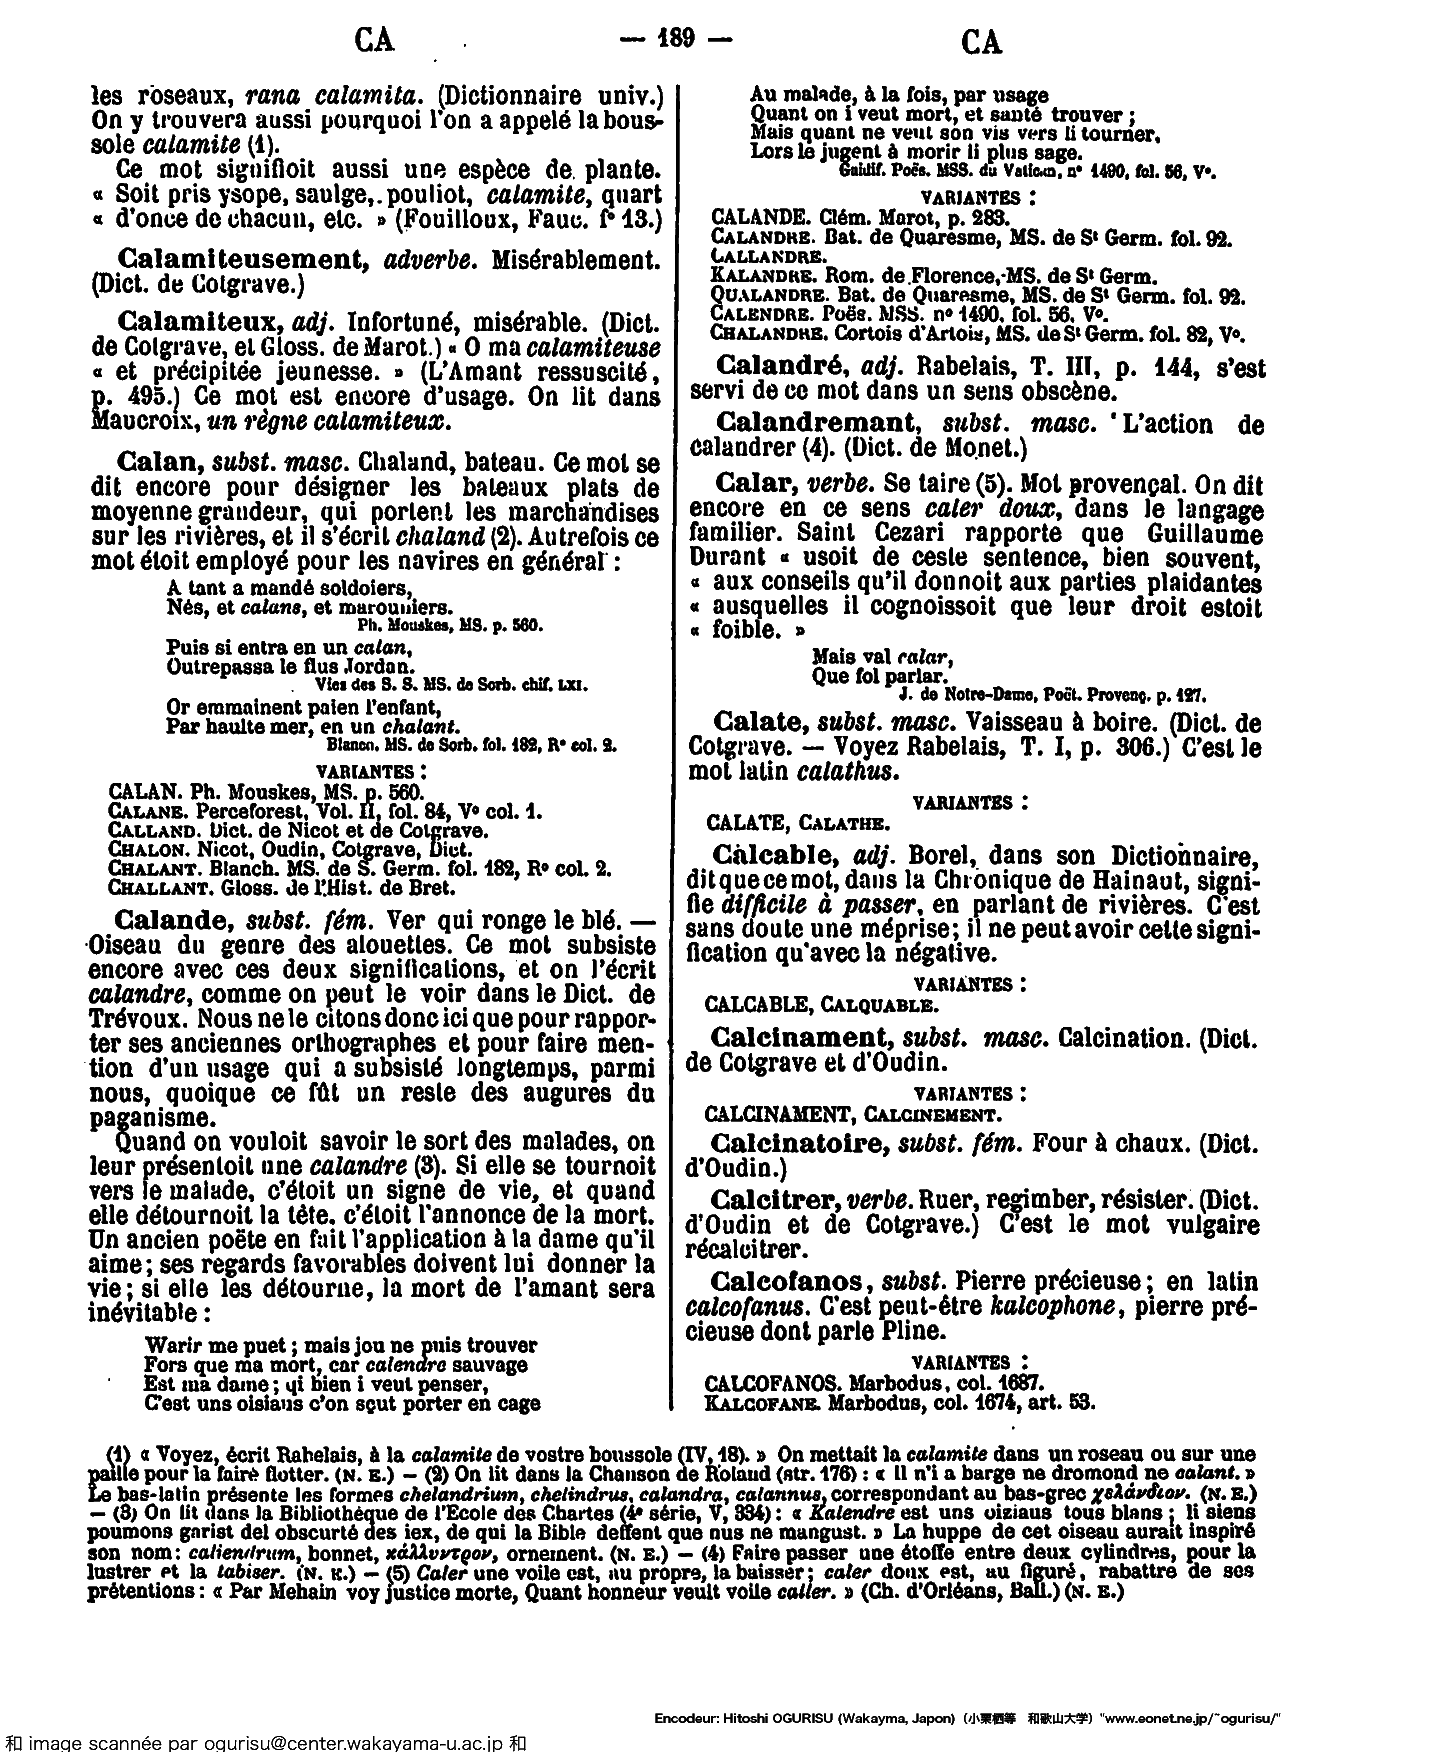 CA — 189 — CA
les roseaux, rana calamita. (Dictionnaire univ.)
On y trouvera aussi pourquoi l'on a appelé la bous-
sole calamite (1).
Ce mot signifioit aussi une espèce de plante.
« Soit pris ysope, saulge, pouliot, calamite, quart
« d'once de chacun, etc. » (Fouilloux, Fauc. f° 13.)
Calamiteusement, adverbe. Misérablement.
(Dict. de Cotgrave.)
Calamiteux, adj. Infortuné, misérable. (Dict.
de Cotgrave, et Gloss. de Marot.) « O ma calamiteuse
« et précipitée jeunesse. » (L'Amant ressuscité,
p. 495.) Ce mot est encore d'usage. On lit dans
Maucroix, un règne calamiteux.
Calan, subst. masc. Chaland, bateau. Ce mot se
dit encore pour désigner les bateaux plats de
moyenne grandeur, qui portent les marchandises
sur les rivières, et il s'écrit chaland (2). Autrefois ce
mot étoit employé pour les navires en général :
A tant a mandé soldoiers,
Nés, et calans, et marouniers.
Ph. Mouskes, MS. p. 560.
Puis si entra en un calan,
Outrepassa le flus Jordan.
Vies des S. S. MS. de Sorb. chif. LXI.
Or emmainent paien l'enfant,
Par haulte mer, en un chalant.
Blanch. MS. de Sorb. fol. 182, R° col. 2.
VARIANTES :
CALAN. Ph. Mouskes, MS. p. 560.
CALANE. Perceforest, Vol. II, fol. 84, V° col. 1.
CALLAND. Dict. de Nicot et de Cotgrave.
CHALON. Nicot, Oudin, Cotgrave, Dict.
CHALANT. Blanch. MS. de S. Germ. fol. 182, R° col. 2.
CHALLANT. Gloss. de l'Hist. de Bret.
Calande, subst. fém. Ver qui ronge le blé. —
Oiseau du genre des alouettes. Ce mot subsiste
encore avec ces deux significations, et on l'écrit
calandre, comme on peut le voir dans le Dict. de
Trévoux. Nous ne le citons donc ici que pour rappor-
ter ses anciennes orthographes et pour faire men-
tion d'un usage qui a subsisté longtemps, parmi
nous, quoique ce fût un reste des augures du
paganisme.
Quand on vouloit savoir le sort des malades, on
leur présentoit une calandre (3). Si elle se tournoit
vers le malade, c'étoit un signe de vie, et quand
elle détournoit la tête, c'étoit l'annonce de la mort.
Un ancien poëte en fait l'application à la dame qu'il
aime ; ses regards favorables doivent lui donner la
vie ; si elle les détourne, la mort de l'amant sera
inévitable :
Warir me puet ; mais jou ne puis trouver
Fors que ma mort, car calendre sauvage
Est ma dame ; qi bien i veut penser,
C'est uns oisiaus c'on sçut porter en cage
Au malade, à la fois, par usage
Quant on i veut mort, et santé trouver ;
Mais quant ne veut son vis vers li tourner,
Lors le jugent à morir li plus sage.
Poës. MSS. du Vatican, n° 1490, fol. 56, V°.
VARIANTES :
CALANDE. Clém. Marot, p. 283.
CALANDRE. Bat. de Quaresme, MS. de St Germ. fol. 92.
CALLANDRE.
KALANDRE. Rom. de Florence, MS. de St Germ.
QUALANDRE. Bat. de Quaresme, MS. de St Germ. fol. 92.
CALENDRE. Poës. MSS. n° 1490, fol. 56, V°.
CHALANDRE. Cortois d'Artois, MS. de St Germ. fol. 82, V°.
Calandré, adj. Rabelais, T. III, p. 144, s'est
servi de ce mot dans un sens obscène.
Calandremant, subst. masc. L'action de
calandrer (4). (Dict. de Monet.)
Calar, verbe. Se taire (5). Mot provençal. On dit
encore en ce sens caler doux, dans le langage
familier. Saint Cezari rapporte que Guillaume
Durant « usoit de ceste sentence, bien souvent,
« aux conseils qu'il donnoit aux parties plaidantes
« ausquelles il cognoissoit que leur droit estoit
« foible. »
Mais val calar,
Que fol parlar.
J. de Notre-Dame, Poët. Provenç. p. 127.
Calate, subst. masc. Vaisseau à boire. (Dict. de
Cotgrave. — Voyez Rabelais, T. I, p. 306.) C'est le
mot latin calathus.
VARIANTES :
CALATE, CALATHE.
Calcable, adj. Borel, dans son Dictionnaire,
dit que ce mot, dans la Chronique de Hainaut, signi-
fie difficile à passer, en parlant de rivières. C'est
sans doute une méprise ; il ne peut avoir cette signi-
fication qu'avec la négative.
VARIANTES :
CALCABLE, CALQUABLE.
Calcinament, subst. masc. Calcination. (Dict.
de Cotgrave et d'Oudin.
VARIANTES :
CALCINAMENT, CALCINEMENT.
Calcinatoire, subst. fém. Four à chaux. (Dict.
d'Oudin.)
Calcitrer, verbe. Ruer, regimber, résister. (Dict.
d'Oudin et de Cotgrave.) C'est le mot vulgaire
récalcitrer.
Calcofanos, subst. Pierre précieuse ; en latin
calcofanus. C'est peut-être kalcophone, pierre pré-
cieuse dont parle Pline.
VARIANTES :
CALCOFANOS. Marbodus, col. 1687.
KALCOFANE. Marbodus, col. 1674, art. 53.
(1) « Voyez, écrit Rabelais, à la calamite de vostre boussole (IV, 18). » On mettait la calamite dans un roseau ou sur une
paille pour la faire flotter. (N. E.) — (2) On lit dans la Chanson de Roland (str. 176) : « Il n'i a barge ne dromond ne calant. »
Le bas-latin présente les formes chelandrium, chelindrus, calandra, calannus, correspondant au bas-grec χελάνδιον. (N. E.)
— (3) On lit dans la Bibliothèque de l'Ecole des Chartes (4e série, V, 334) : « Kalendre est uns oiziaus tous blans ; li siens
poumons garist del obscurté des iex, de qui la Bible deffent que nus ne mangust. » La huppe de cet oiseau aurait inspiré
son nom : caliendrum, bonnet, κάλλυντρον, ornement. (N. E.) — (4) Faire passer une étoffe entre deux cylindres, pour la
lustrer et la tabiser. (N. E.) — (5) Caler une voile est, au propre, la baisser ; caler doux est, au figuré, rabattre de ses
prétentions : « Par Mehain voy justice morte, Quant honneur veult voile caller. » (Ch. d'Orléans, Ball.) (N. E.)
Encodeur: Hitoshi OGURISU (Wakayma, Japon) (小栗栖等 和歌山大学) "www.eonet.ne.jp/~ogurisu/"
和 image scannée par ogurisu@center.wakayama-u.ac.jp 和